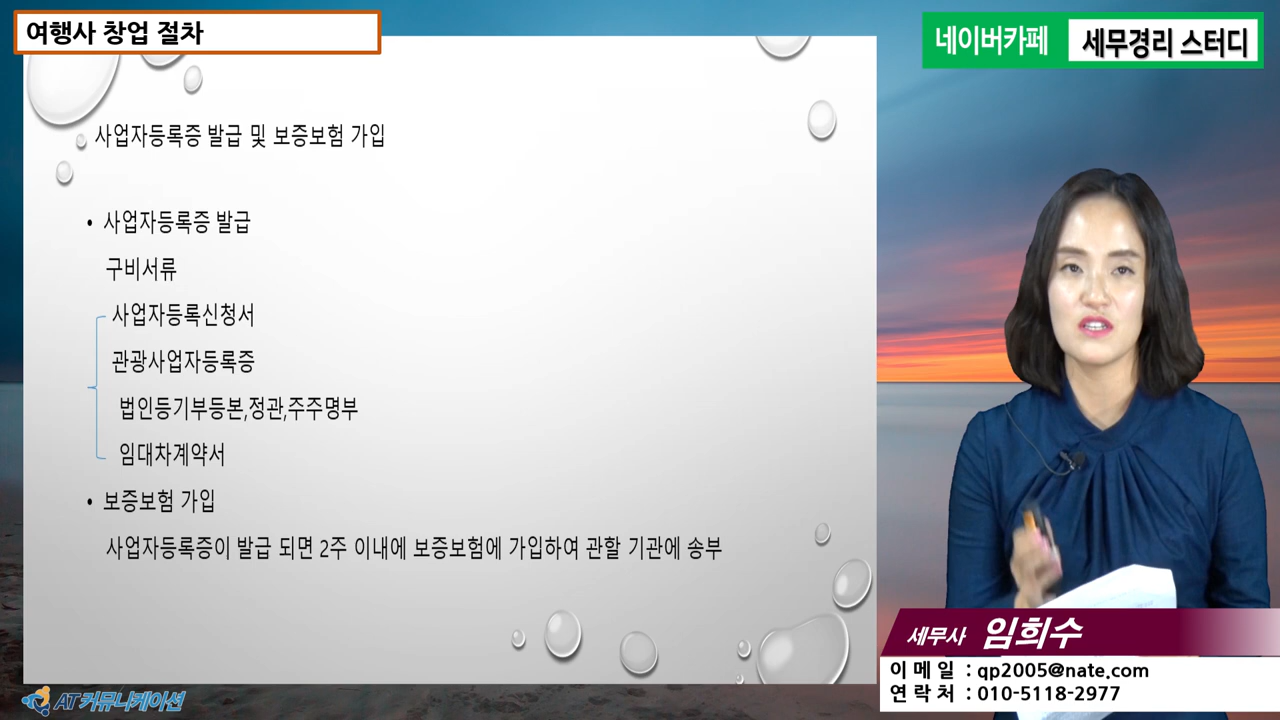 여행사 창업 절차
네이버카페 세무경리 스터디
사업자등록증 발급 및 보증보험 가입
• 사업자등록증 발급
구비서류
사업자등록신청서
관광사업자등록증
법인등기부등본,정관,주주명부
임대차계약서
• 보증보험 가입
사업자등록증이 발급 되면 2주 이내에 보증보험에 가입하여 관할 기관에 송부
세무사 임희수
이 메 일 : qp2005@nate.com
연 락 처 : 010-5118-2977
AT커뮤니케이션